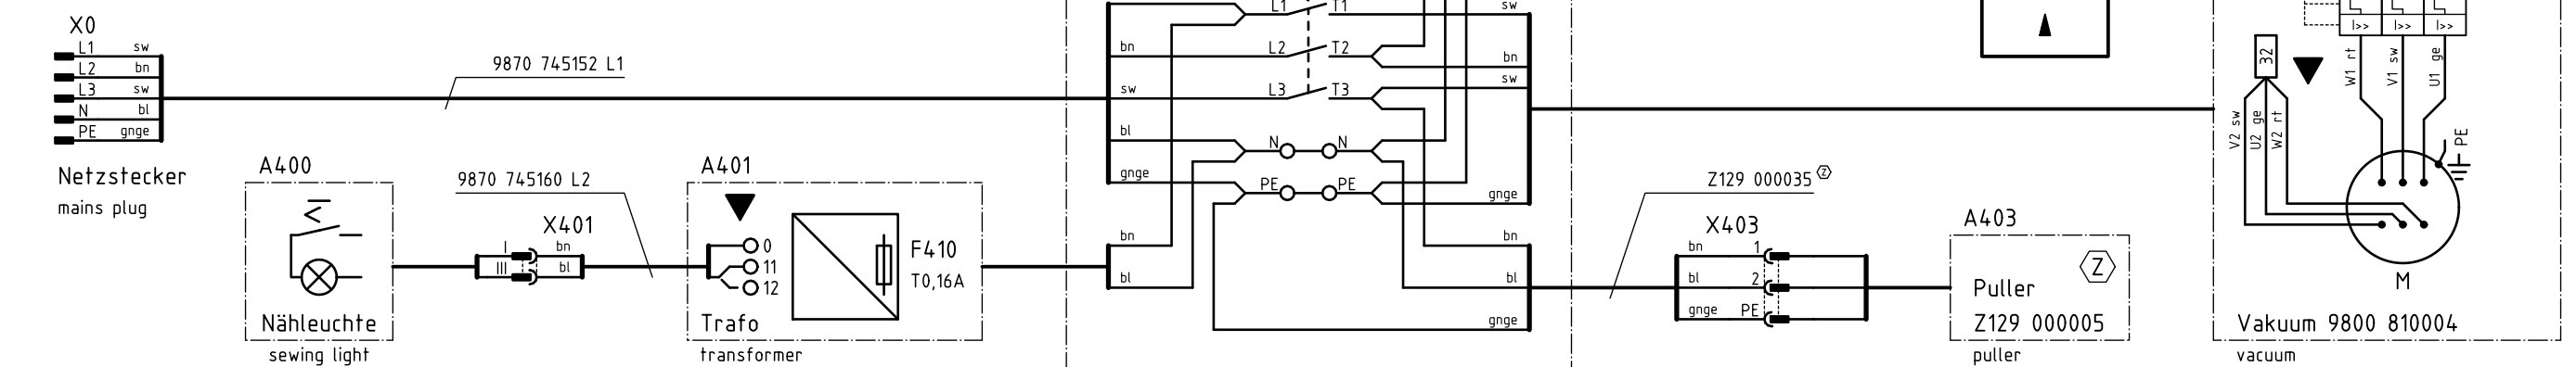 X0
L1 sw
L2 bn
L3 sw
N bl
PE gnge
Netzstecker
mains plug
9870 745152 L1
A400
Nähleuchte
sewing light
9870 745160 L2
X401
I bn
III bl
A401
0
11
12
F410
T0,16A
Trafo
transformer
L1 T1
bn L2 T2
sw L3 T3
bl N N
gnge PE PE
bn
bl
sw
bn
sw
gnge
bn
bl
gnge
Z129 000035 Z
X403
bn 1
bl 2
gnge PE
A403
Z
Puller
Z129 000005
puller
I>> I>> I>>
32
W1 rt
V1 sw
U1 ge
V2 sw
U2 ge
W2 rt
PE
M
Vakuum 9800 810004
vacuum